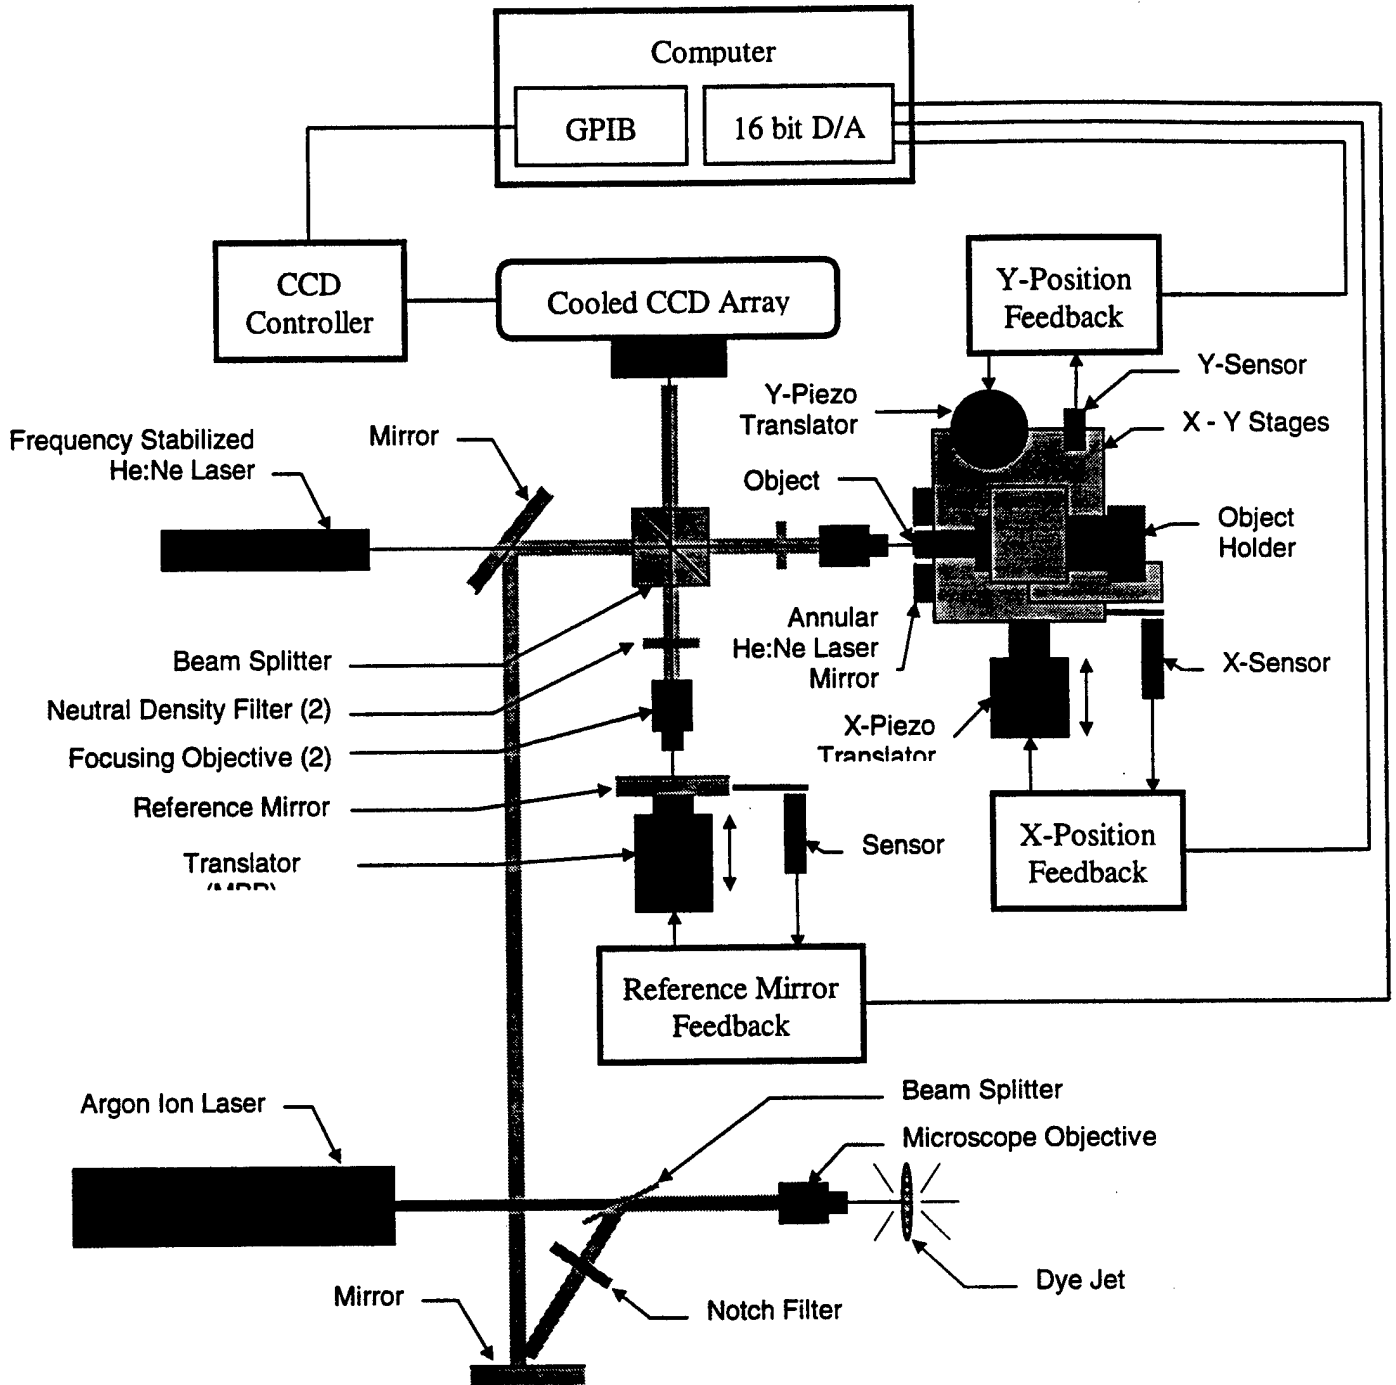 Computer
GPIB
16 bit D/A
CCD
Controller
Cooled CCD Array
Y-Position
Feedback
Y-Sensor
Y-Piezo
Translator
X - Y Stages
Frequency Stabilized
He:Ne Laser
Mirror
Object
Object
Holder
Annular
He:Ne Laser
Mirror
X-Sensor
Beam Splitter
Neutral Density Filter (2)
X-Piezo
Translator
Focusing Objective (2)
Reference Mirror
X-Position
Feedback
Sensor
Translator
Reference Mirror
Feedback
Argon Ion Laser
Beam Splitter
Microscope Objective
Dye Jet
Mirror
Notch Filter